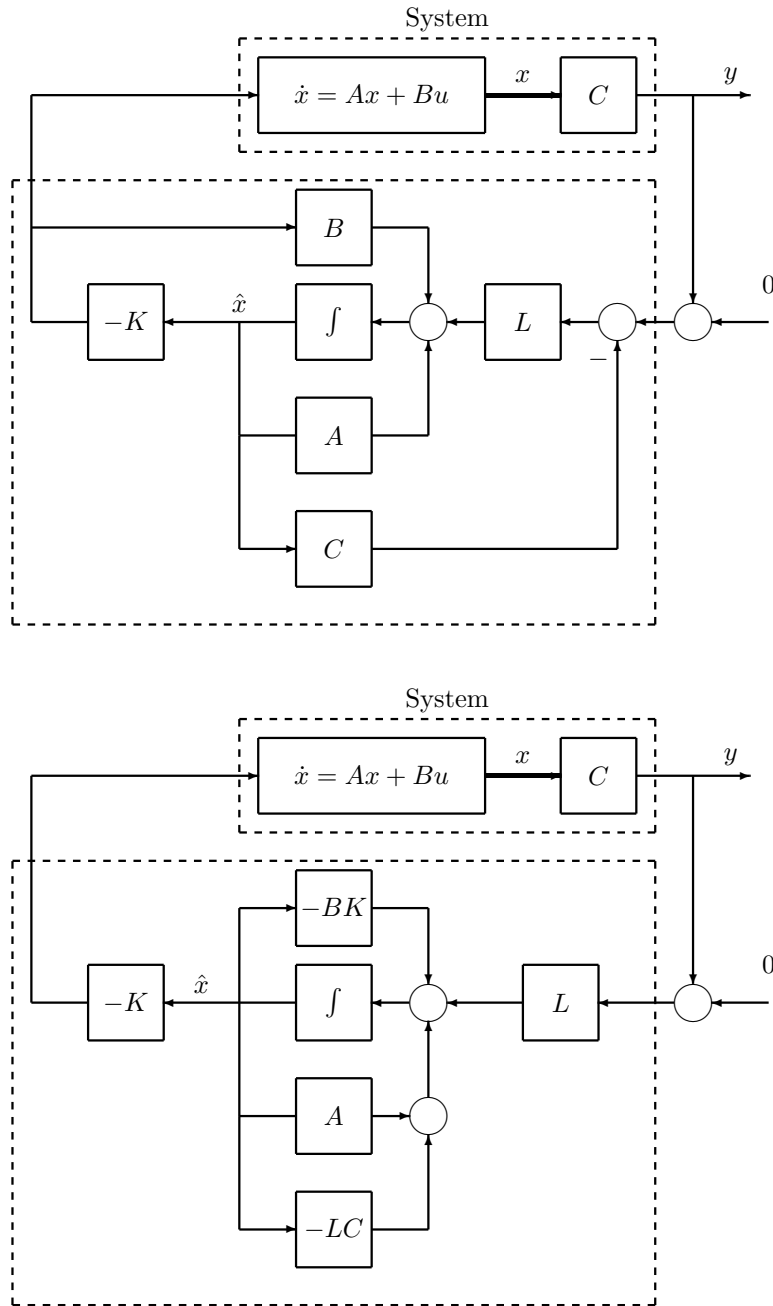 System
ẋ = Ax + Bu
x
C
y
B
0
−K
x̂
∫
L
−
A
C
System
ẋ = Ax + Bu
x
C
y
−BK
0
−K
x̂
∫
L
A
−LC